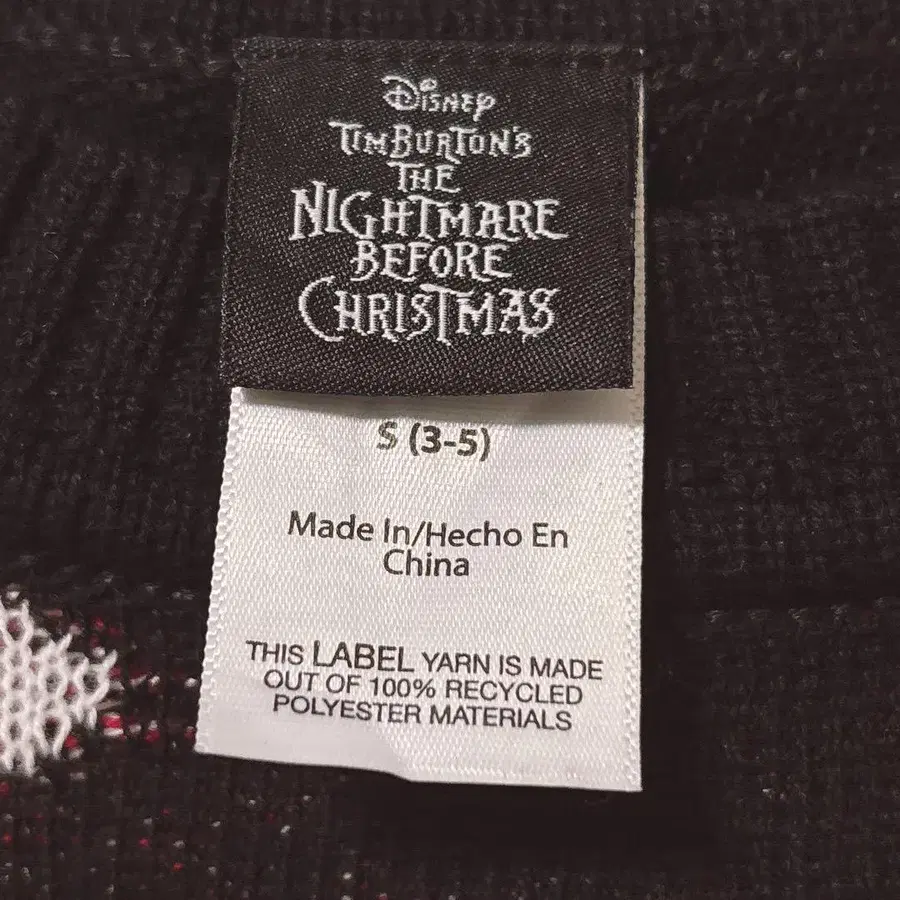 Disney
TIM BURTON'S
THE
NIGHTMARE
BEFORE
CHRISTMAS
S (3-5)
Made In/Hecho En
China
THIS LABEL YARN IS MADE
OUT OF 100% RECYCLED
POLYESTER MATERIALS